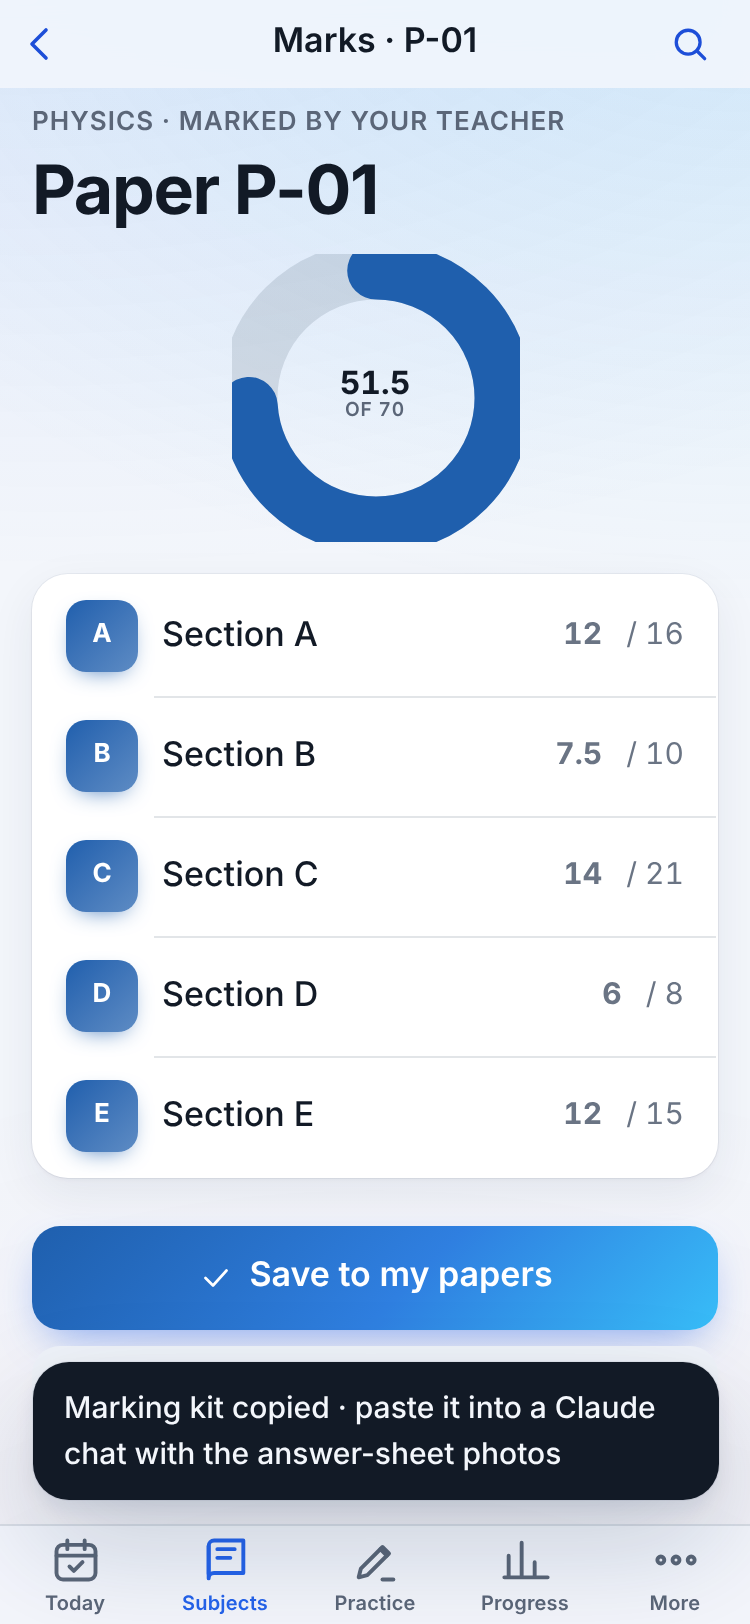 Marks · P-01
PHYSICS · MARKED BY YOUR TEACHER
Paper P-01
51.5
OF 70
A Section A 12 / 16
B Section B 7.5 / 10
C Section C 14 / 21
D Section D 6 / 8
E Section E 12 / 15
Save to my papers
Marking kit copied · paste it into a Claude
chat with the answer-sheet photos
Today Subjects Practice Progress More